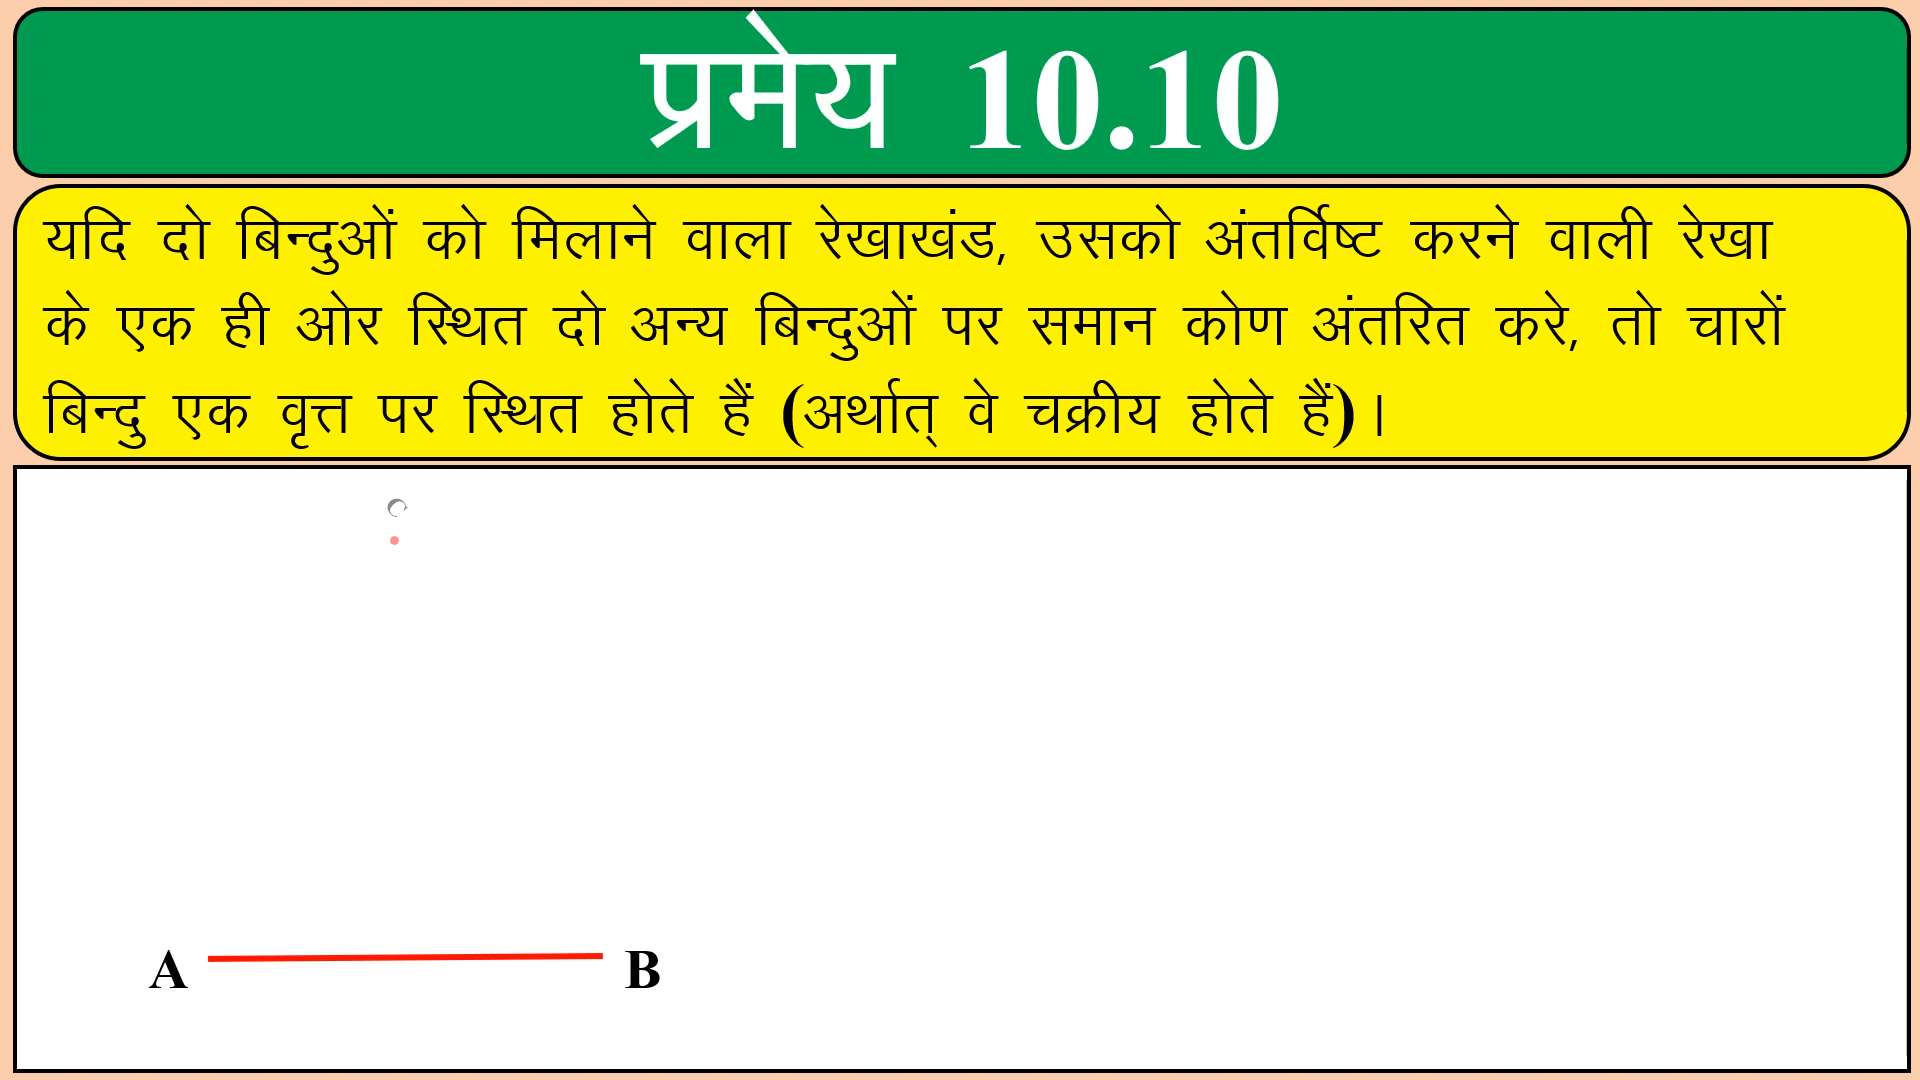 प्रमेय 10.10
यदि दो बिन्दुओं को मिलाने वाला रेखाखंड, उसको अंतर्विष्ट करने वाली रेखा
के एक ही ओर स्थित दो अन्य बिन्दुओं पर समान कोण अंतरित करे, तो चारों
बिन्दु एक वृत्त पर स्थित होते हैं (अर्थात् वे चक्रीय होते हैं)।
A B